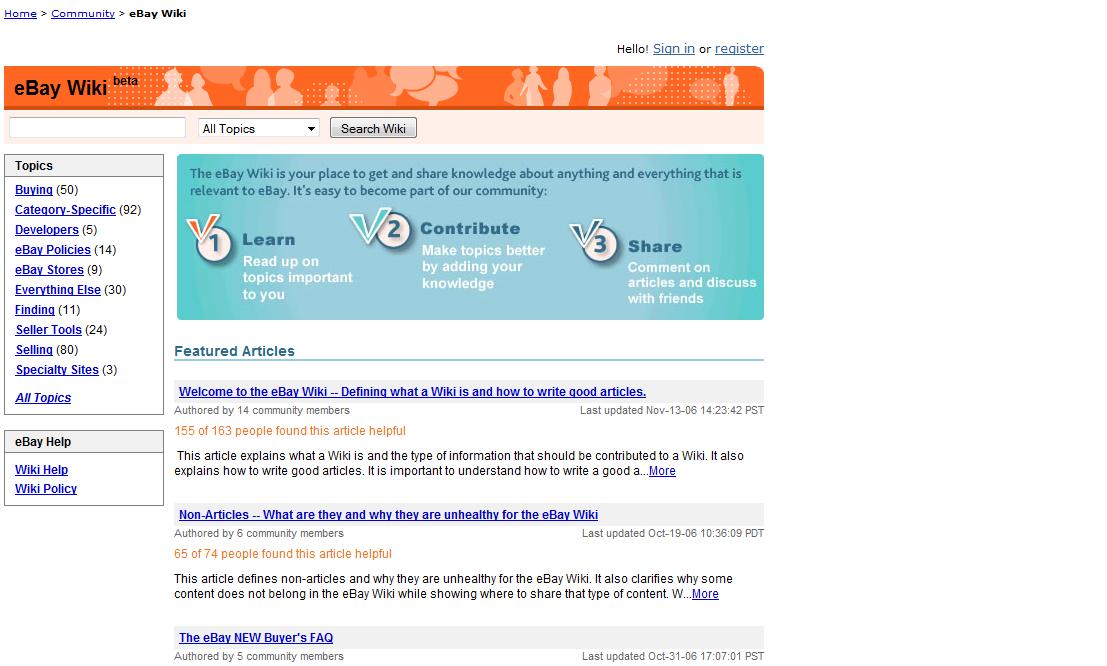 Home > Community > eBay Wiki
Hello! Sign in or register
eBay Wiki beta
All Topics
Search Wiki
Topics
Buying (50)
Category-Specific (92)
Developers (5)
eBay Policies (14)
eBay Stores (9)
Everything Else (30)
Finding (11)
Seller Tools (24)
Selling (80)
Specialty Sites (3)
All Topics
eBay Help
Wiki Help
Wiki Policy
The eBay Wiki is your place to get and share knowledge about anything and everything that is
relevant to eBay. It's easy to become part of our community:
1
Learn
Read up on
topics important
to you
2
Contribute
Make topics better
by adding your
knowledge
3
Share
Comment on
articles and discuss
with friends
Featured Articles
Welcome to the eBay Wiki -- Defining what a Wiki is and how to write good articles.
Authored by 14 community members Last updated Nov-13-06 14:23:42 PST
155 of 163 people found this article helpful
This article explains what a Wiki is and the type of information that should be contributed to a Wiki. It also
explains how to write good articles. It is important to understand how to write a good a...More
Non-Articles -- What are they and why they are unhealthy for the eBay Wiki
Authored by 6 community members Last updated Oct-19-06 10:36:09 PDT
65 of 74 people found this article helpful
This article defines non-articles and why they are unhealthy for the eBay Wiki. It also clarifies why some
content does not belong in the eBay Wiki while showing where to share that type of content. W...More
The eBay NEW Buyer's FAQ
Authored by 5 community members Last updated Oct-31-06 17:07:01 PST